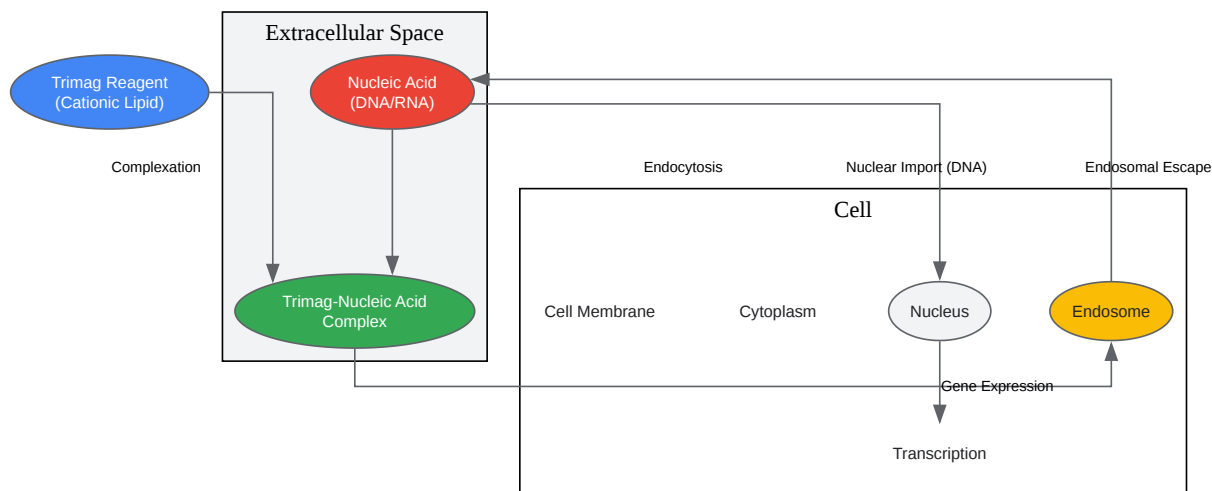 Extracellular Space
Trimag Reagent
(Cationic Lipid)
Nucleic Acid
(DNA/RNA)
Complexation
Endocytosis
Nuclear Import (DNA)
Endosomal Escape
Cell
Trimag-Nucleic Acid
Complex
Cell Membrane
Cytoplasm
Nucleus
Endosome
Gene Expression
Transcription